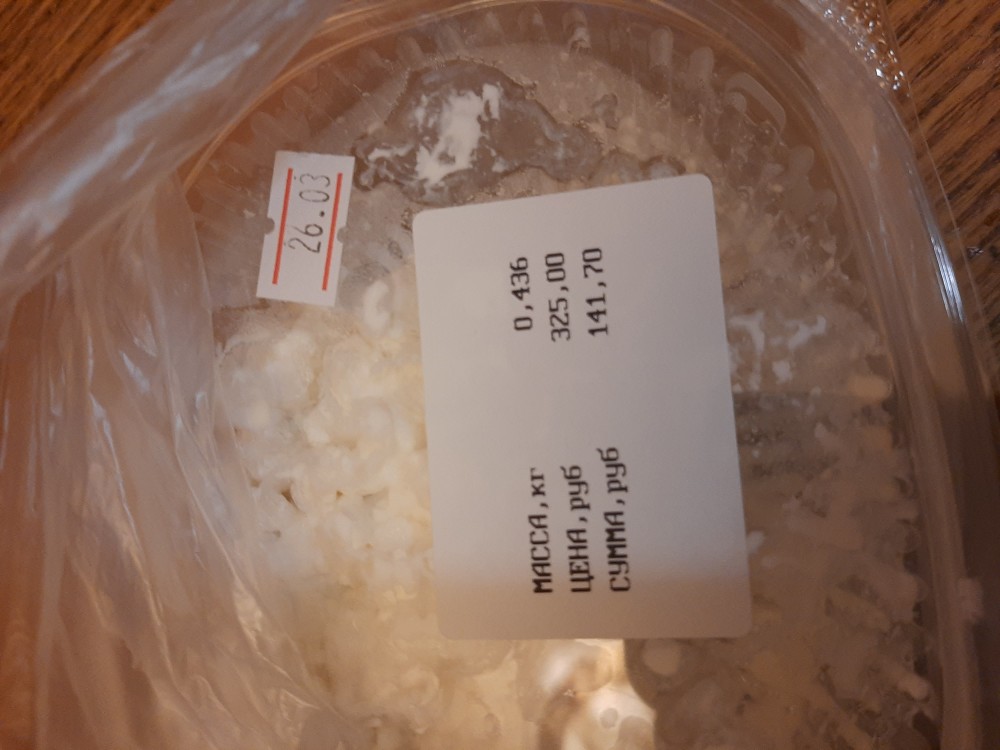 26.03
МАССА,кг 0,436
ЦЕНА,руб 325,00
СУММА,руб 141,70